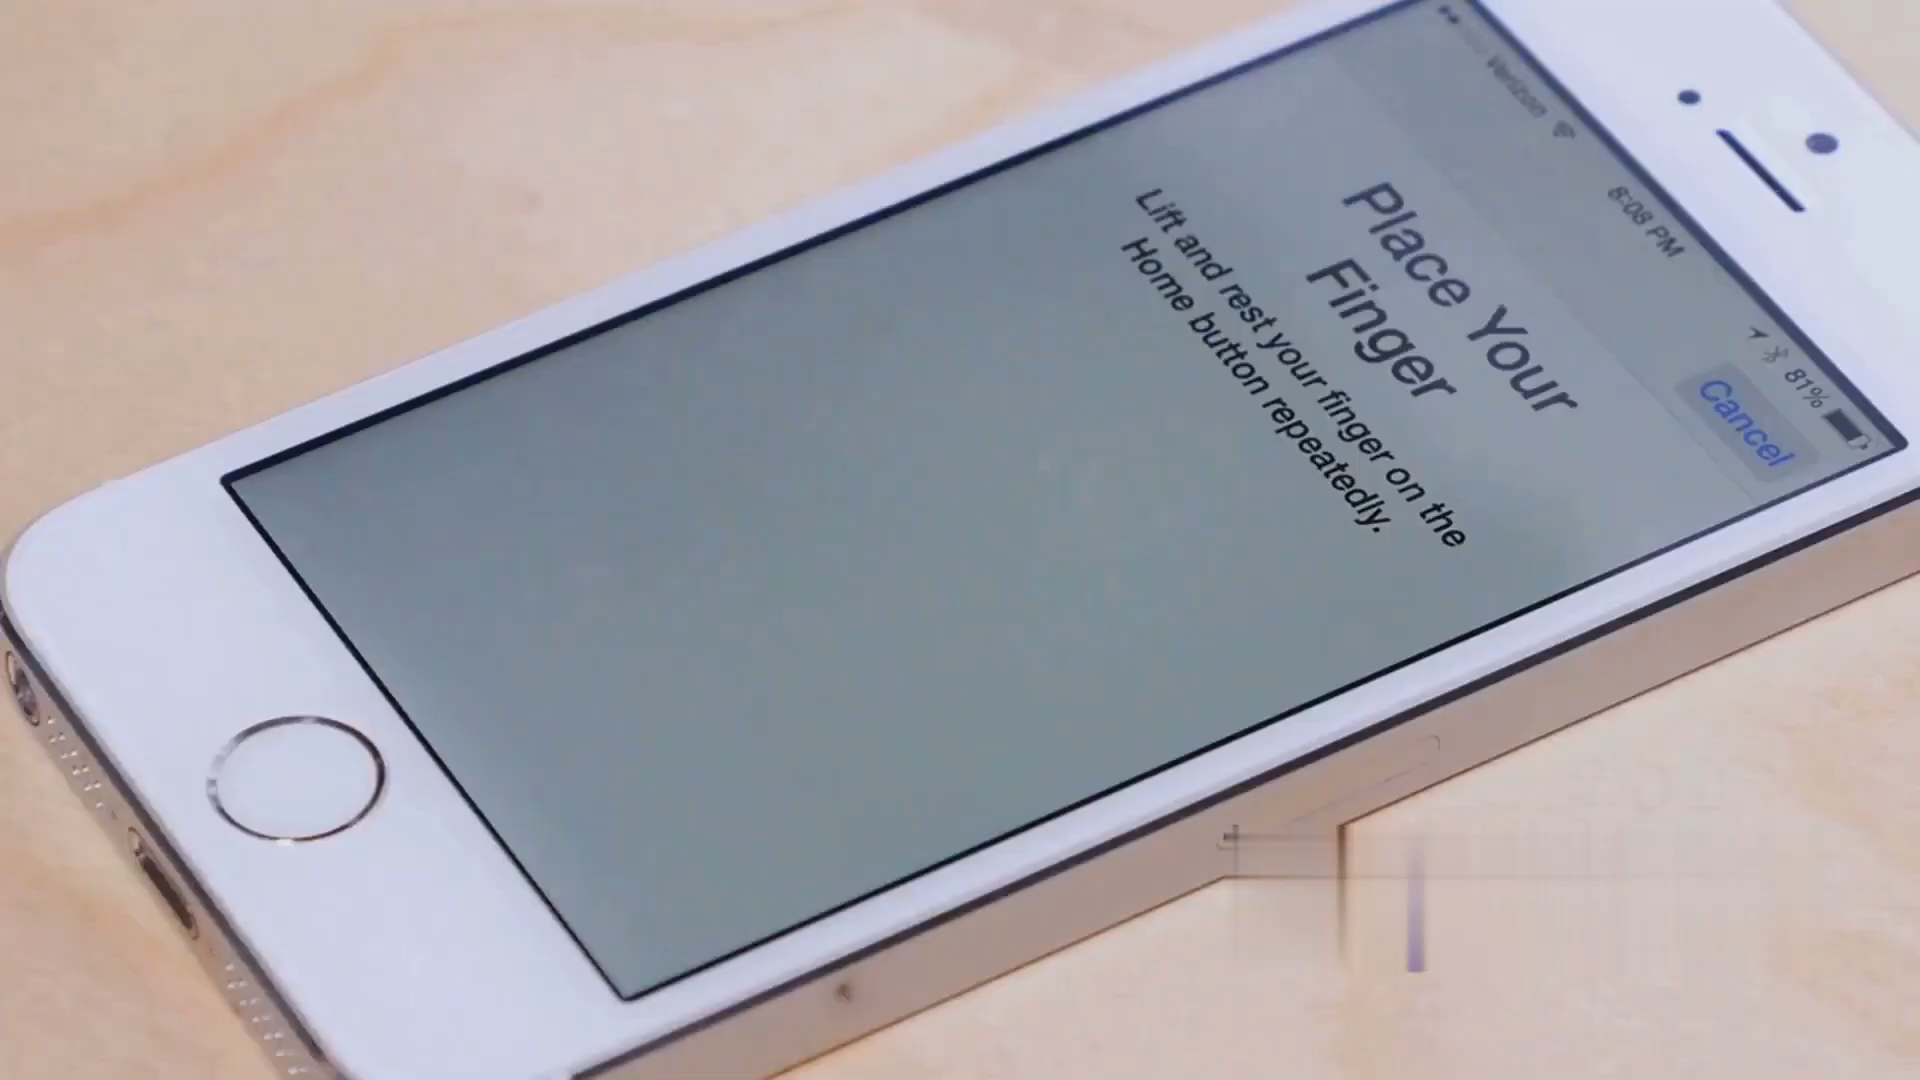 Verizon 8:08 PM 81%
Cancel
Place Your
Finger
Lift and rest your finger on the
Home button repeatedly.